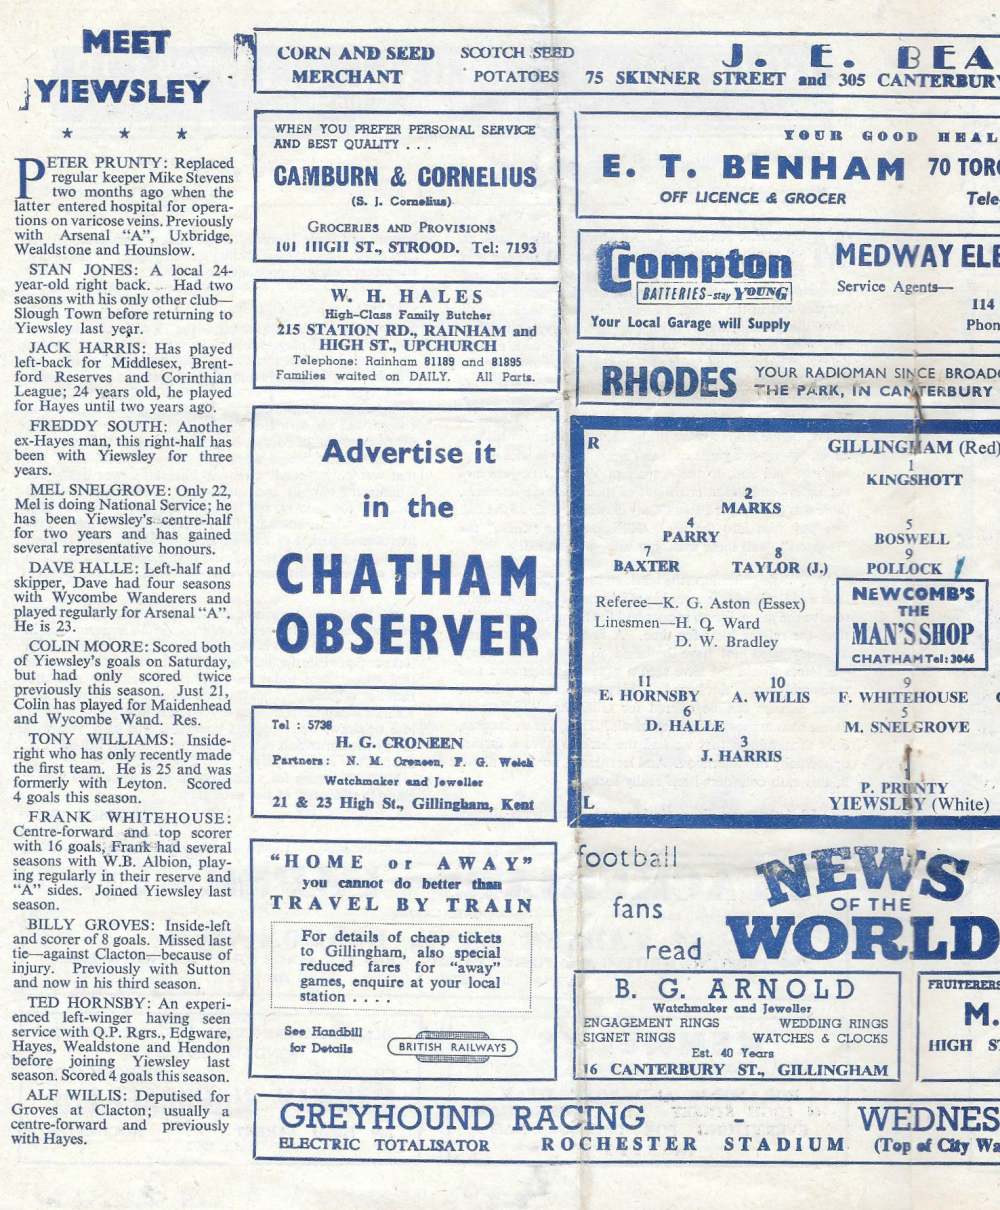 MEET
YIEWSLEY
★ ★ ★
PETER PRUNTY: Replaced
regular keeper Mike Stevens
two months ago when the
latter entered hospital for opera-
tions on varicose veins. Previously
with Arsenal "A", Uxbridge,
Wealdstone and Hounslow.
STAN JONES: A local 24-
year-old right back. Had two
seasons with his only other club—
Slough Town before returning to
Yiewsley last year.
JACK HARRIS: Has played
left-back for Middlesex, Brent-
ford Reserves and Corinthian
League; 24 years old, he played
for Hayes until two years ago.
FREDDY SOUTH: Another
ex-Hayes man, this right-half has
been with Yiewsley for three
years.
MEL SNELGROVE: Only 22,
Mel is doing National Service; he
has been Yiewsley's centre-half
for two years and has gained
several representative honours.
DAVE HALLE: Left-half and
skipper, Dave had four seasons
with Wycombe Wanderers and
played regularly for Arsenal "A".
He is 23.
COLIN MOORE: Scored both
of Yiewsley's goals on Saturday,
but had only scored twice
previously this season. Just 21,
Colin has played for Maidenhead
and Wycombe Wand. Res.
TONY WILLIAMS: Inside-
right who has only recently made
the first team. He is 25 and was
formerly with Leyton. Scored
4 goals this season.
FRANK WHITEHOUSE:
Centre-forward and top scorer
with 16 goals, Frank had several
seasons with W.B. Albion, play-
ing regularly in their reserve and
"A" sides. Joined Yiewsley last
season.
BILLY GROVES: Inside-left
and scorer of 8 goals. Missed last
tie—against Clacton—because of
injury. Previously with Sutton
and now in his third season.
TED HORNSBY: An experi-
enced left-winger having seen
service with Q.P. Rgrs., Edgware,
Hayes, Wealdstone and Hendon
before joining Yiewsley last
season. Scored 4 goals this season.
ALF WILLIS: Deputised for
Groves at Clacton; usually a
centre-forward and previously
with Hayes.
CORN AND SEED SCOTCH SEED J. E. BEA
MERCHANT POTATOES 75 SKINNER STREET and 305 CANTERBURY
WHEN YOU PREFER PERSONAL SERVICE
AND BEST QUALITY . . .
CAMBURN & CORNELIUS
(S. J. Cornelius)
GROCERIES AND PROVISIONS
101 HIGH ST., STROOD. Tel: 7193
W. H. HALES
High-Class Family Butcher
215 STATION RD., RAINHAM and
HIGH ST., UPCHURCH
Telephone: Rainham 81189 and 81895
Families waited on DAILY. All Parts.
Advertise it
in the
CHATHAM
OBSERVER
Tel : 5738
H. G. CRONEEN
Partners: N. M. Croneen, P. G. Welch
Watchmaker and Jeweller
21 & 23 High St., Gillingham, Kent
"HOME or AWAY"
you cannot do better than
TRAVEL BY TRAIN
For details of cheap tickets
to Gillingham, also special
reduced fares for "away"
games, enquire at your local
station . . . .
See Handbill
for Details
BRITISH RAILWAYS
YOUR GOOD HEAL
E. T. BENHAM 70 TOR
OFF LICENCE & GROCER Tele
Crompton
BATTERIES-stay YOUNG
Your Local Garage will Supply
MEDWAY ELE
Service Agents—
114
Phon
RHODES YOUR RADIOMAN SINCE BROADC
THE PARK, IN CANTERBURY
R GILLINGHAM (Red)
1
KINGSHOTT
2
MARKS
4 5
PARRY BOSWELL
7 8 9
BAXTER TAYLOR (J.) POLLOCK
Referee—K. G. Aston (Essex)
Linesmen—H. Q. Ward
D. W. Bradley
NEWCOMB'S
THE
MAN'S SHOP
CHATHAM Tel: 3046
11 10 9
E. HORNSBY A. WILLIS F. WHITEHOUSE
6 5
D. HALLE M. SNELGROVE
3
J. HARRIS
1
P. PRUNTY
L YIEWSLEY (White)
football
fans
read
NEWS
OF THE
WORLD
B. G. ARNOLD
Watchmaker and Jeweller
ENGAGEMENT RINGS WEDDING RINGS
SIGNET RINGS WATCHES & CLOCKS
Est. 40 Years
16 CANTERBURY ST., GILLINGHAM
FRUITERERS
M.
HIGH ST
GREYHOUND RACING WEDNES
ELECTRIC TOTALISATOR ROCHESTER STADIUM (Top of City Wa